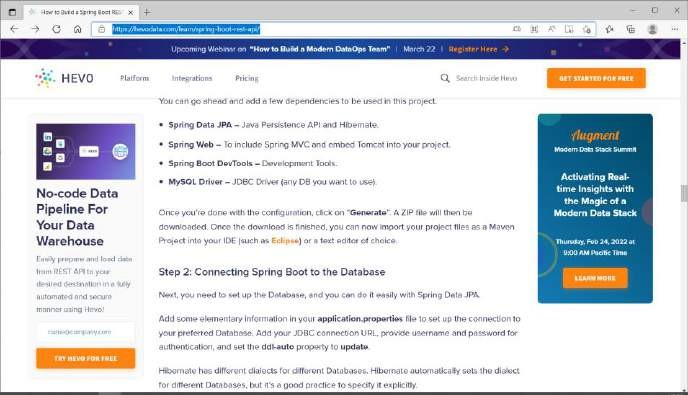 How to Build a Spring Boot REST
https://hevodata.com/learn/spring-boot-rest-api/
Upcoming Webinar on "How to Build a Modern DataOps Team" | March 22 | Register Here →
HEVO
Platform
Integrations
Pricing
Search Inside Hevo
GET STARTED FOR FREE
You can go ahead and add a few dependencies to be used in this project.
• Spring Data JPA – Java Persistence API and Hibernate.
• Spring Web – To include Spring MVC and embed Tomcat into your project.
• Spring Boot DevTools – Development Tools.
• MySQL Driver – JDBC Driver (any DB you want to use).
Once you're done with the configuration, click on "Generate". A ZIP file will then be
downloaded. Once the download is finished, you can now import your project files as a Maven
Project into your IDE (such as Eclipse) or a text editor of choice.
Step 2: Connecting Spring Boot to the Database
Next, you need to set up the Database, and you can do it easily with Spring Data JPA.
Add some elementary information in your application.properties file to set up the connection to
your preferred Database. Add your JDBC connection URL, provide username and password for
authentication, and set the ddl-auto property to update.
Hibernate has different dialects for different Databases. Hibernate automatically sets the dialect
for different Databases, but it's a good practice to specify it explicitly.
HEVO
No-code Data
Pipeline For
Your Data
Warehouse
Easily prepare and load data
from REST API to your
desired destination in a fully
automated and secure
manner using Hevo!
name@company.com
TRY HEVO FOR FREE
Augment
Modern Data Stack Summit
Activating Real-
time Insights with
the Magic of a
Modern Data Stack
Thursday, Feb 24, 2022 at
9:00 AM Pacific Time
LEARN MORE